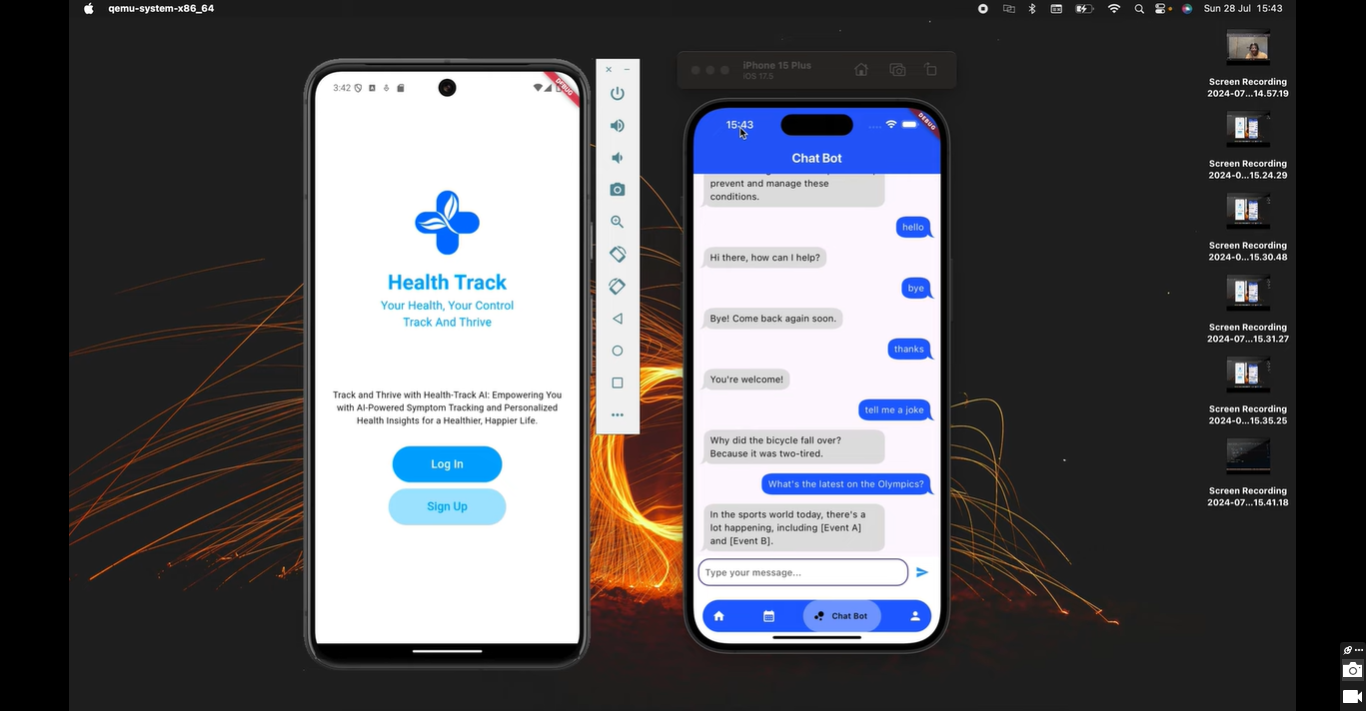 qemu-system-x86_64
Sun 28 Jul 15:43
3:42
DEBUG
Health Track
Your Health, Your Control
Track And Thrive
Track and Thrive with Health-Track AI: Empowering You
with AI-Powered Symptom Tracking and Personalized
Health Insights for a Healthier, Happier Life.
Log In
Sign Up
iPhone 15 Plus
iOS 17.5
15:43
DEBUG
Chat Bot
prevent and manage these
conditions.
hello
Hi there, how can I help?
bye
Bye! Come back again soon.
thanks
You're welcome!
tell me a joke
Why did the bicycle fall over?
Because it was two-tired.
What's the latest on the Olympics?
In the sports world today, there's a
lot happening, including [Event A]
and [Event B].
Type your message...
Chat Bot
Screen Recording
2024-07...14.57.19
Screen Recording
2024-0...15.24.29
Screen Recording
2024-0...15.30.48
Screen Recording
2024-07...15.31.27
Screen Recording
2024-0...15.35.25
Screen Recording
2024-07...15.41.18